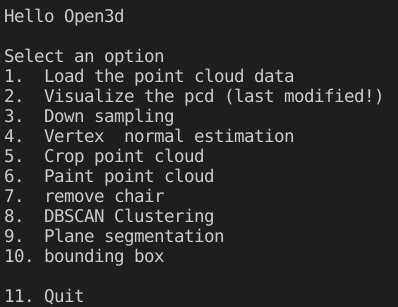 Hello Open3d
Select an option
1.  Load the point cloud data
2.  Visualize the pcd (last modified!)
3.  Down sampling
4.  Vertex  normal estimation
5.  Crop point cloud
6.  Paint point cloud
7.  remove chair
8.  DBSCAN Clustering
9.  Plane segmentation
10. bounding box
11. Quit